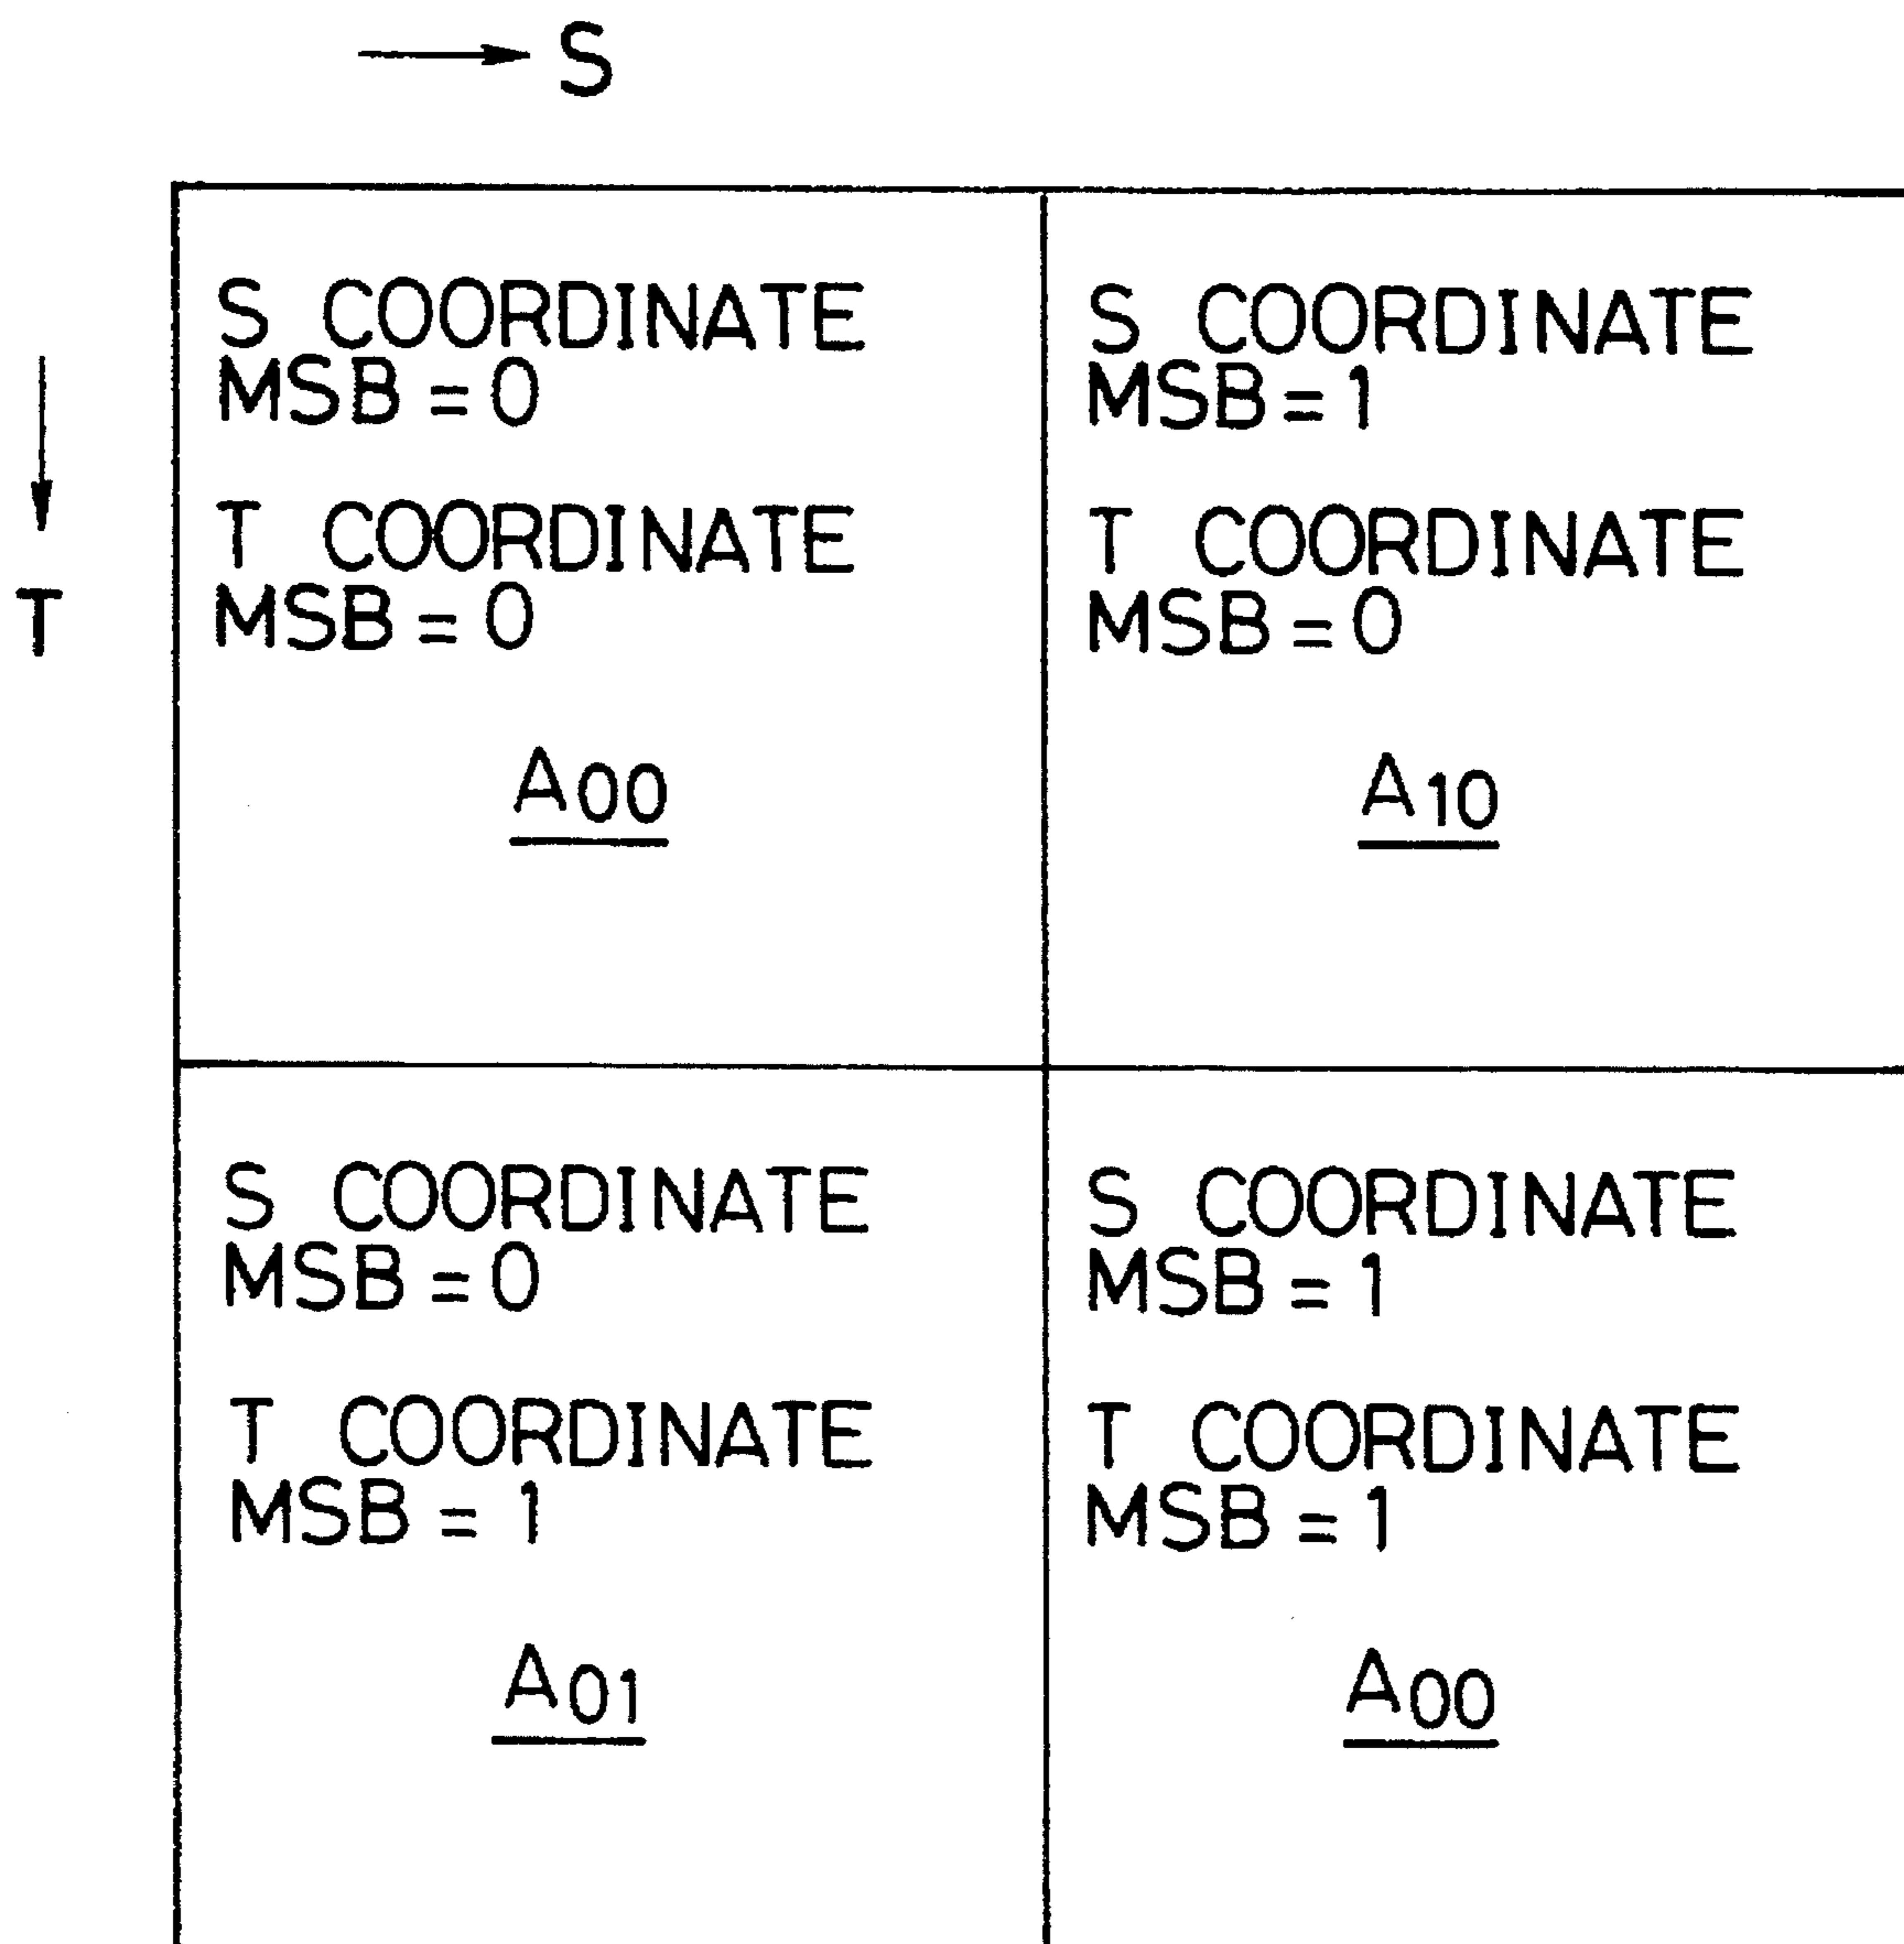 S
T
S COORDINATE
MSB = 0
T COORDINATE
MSB = 0
A00
S COORDINATE
MSB = 1
T COORDINATE
MSB = 0
A10
S COORDINATE
MSB = 0
T COORDINATE
MSB = 1
A01
S COORDINATE
MSB = 1
T COORDINATE
MSB = 1
A00